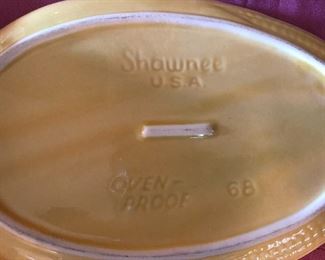 Shawnee
U.S.A.
OVEN-
PROOF 68